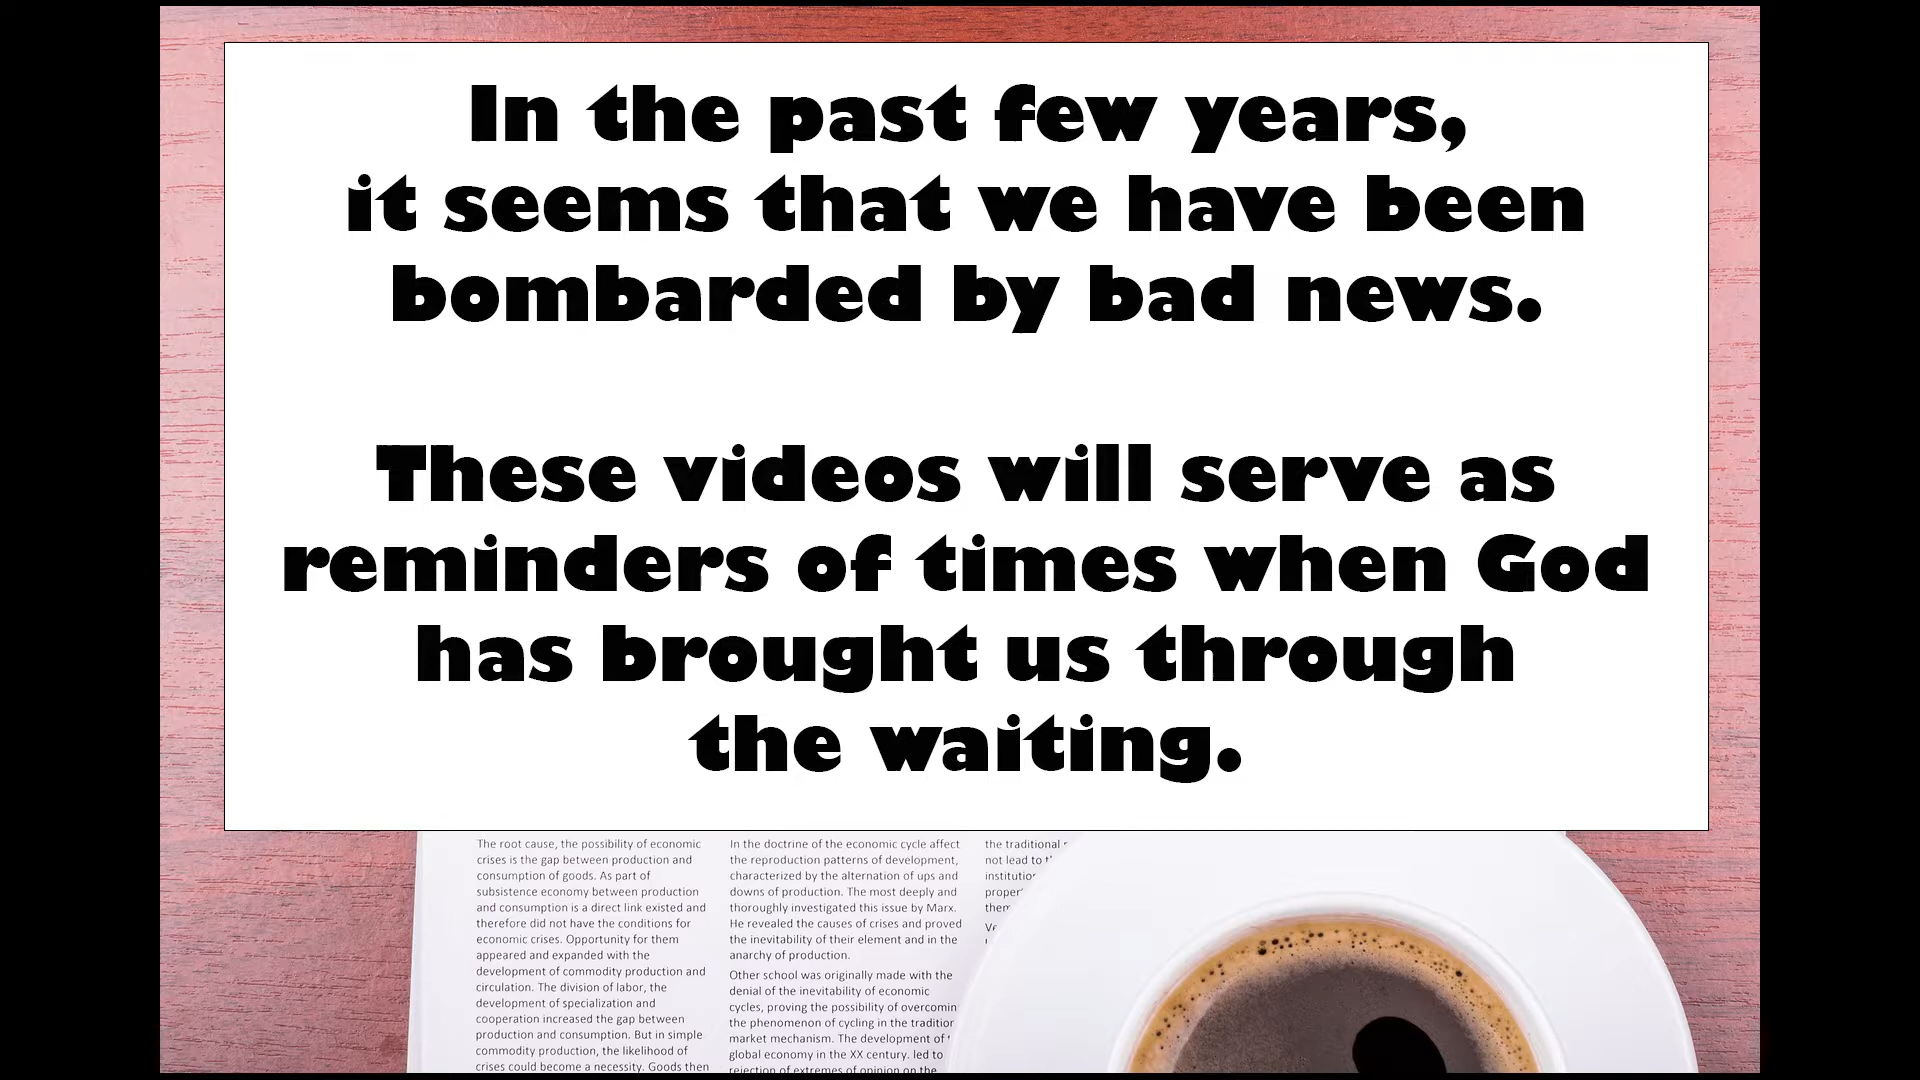 In the past few years,
it seems that we have been
bombarded by bad news.
These videos will serve as
reminders of times when God
has brought us through
the waiting.
The root cause, the possibility of economic
crises is the gap between production and
consumption of goods. As part of
subsistence economy between production
and consumption is a direct link existed and
therefore did not have the conditions for
economic crises. Opportunity for them
appeared and expanded with the
development of commodity production and
circulation. The division of labor, the
development of specialization and
cooperation increased the gap between
production and consumption. But in simple
commodity production, the likelihood of
crises could become a necessity. Goods then
In the doctrine of the economic cycle affect
the reproduction patterns of development,
characterized by the alternation of ups and
downs of production. The most deeply and
thoroughly investigated this issue by Marx.
He revealed the causes of crises and proved
the inevitability of their element and in the
anarchy of production.
Other school was originally made with the
denial of the inevitability of economic
cycles, proving the possibility of overcomin
the phenomenon of cycling in the tradition
market mechanism. The development of
global economy in the XX century. led to
rejection of extremes of opinion on the
the traditional
not lead to